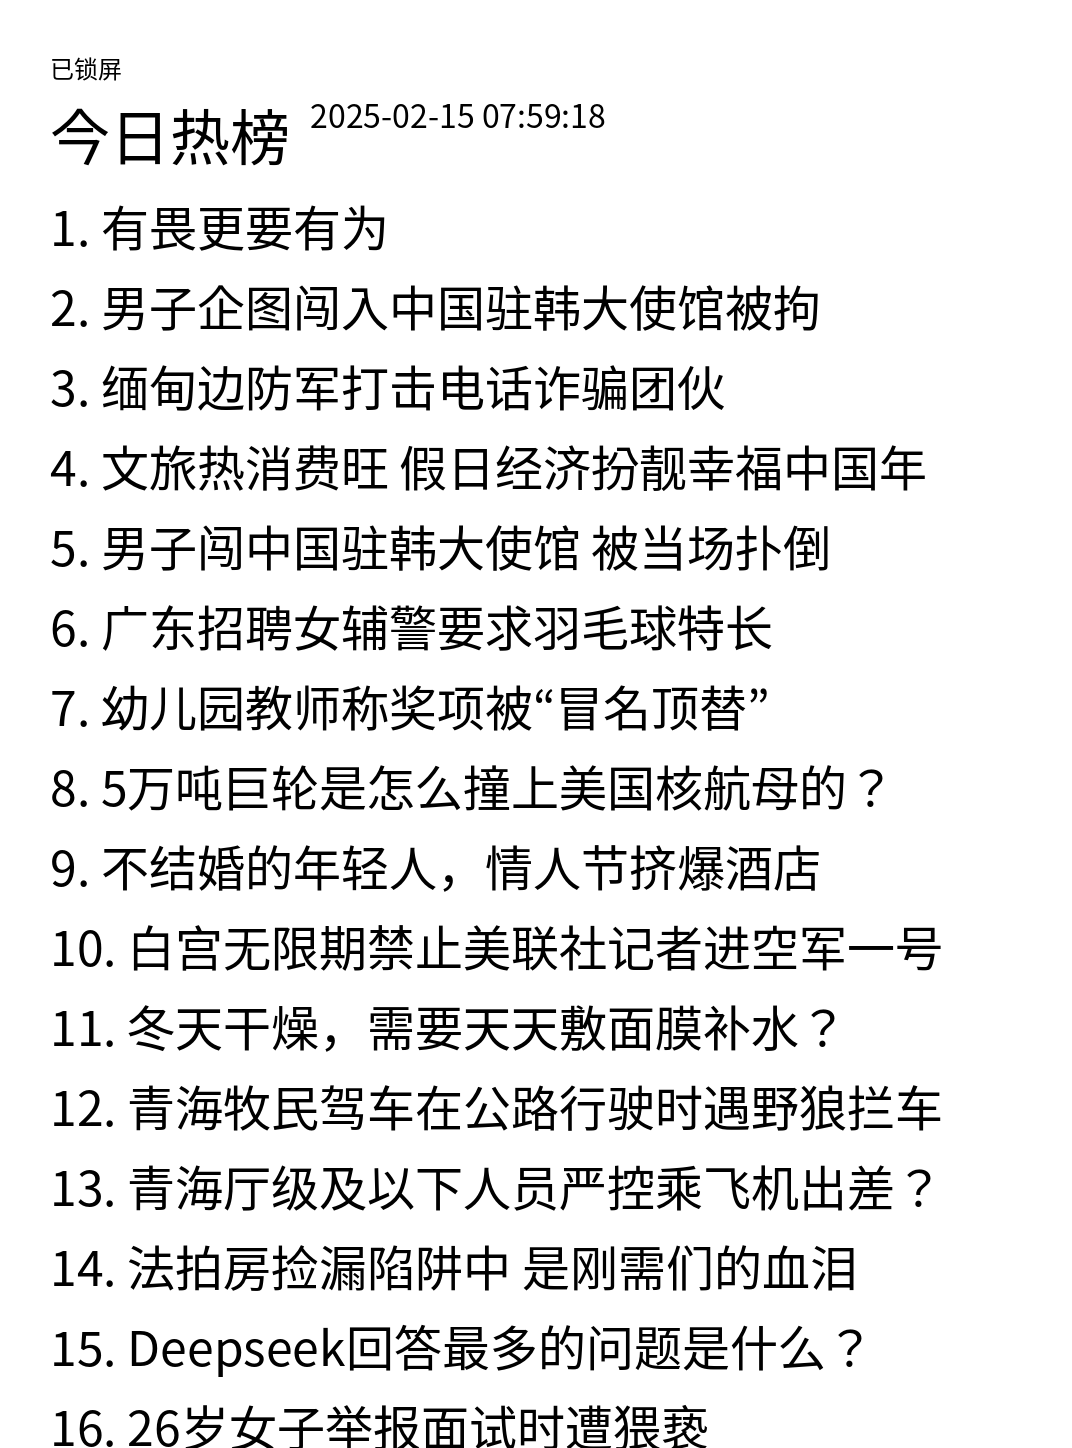 已锁屏
今日热榜 2025-02-15 07:59:18
1. 有畏更要有为
2. 男子企图闯入中国驻韩大使馆被拘
3. 缅甸边防军打击电话诈骗团伙
4. 文旅热消费旺 假日经济扮靓幸福中国年
5. 男子闯中国驻韩大使馆 被当场扑倒
6. 广东招聘女辅警要求羽毛球特长
7. 幼儿园教师称奖项被“冒名顶替”
8. 5万吨巨轮是怎么撞上美国核航母的？
9. 不结婚的年轻人，情人节挤爆酒店
10. 白宫无限期禁止美联社记者进空军一号
11. 冬天干燥，需要天天敷面膜补水？
12. 青海牧民驾车在公路行驶时遇野狼拦车
13. 青海厅级及以下人员严控乘飞机出差？
14. 法拍房捡漏陷阱中 是刚需们的血泪
15. Deepseek回答最多的问题是什么？
16. 26岁女子举报面试时遭猥亵